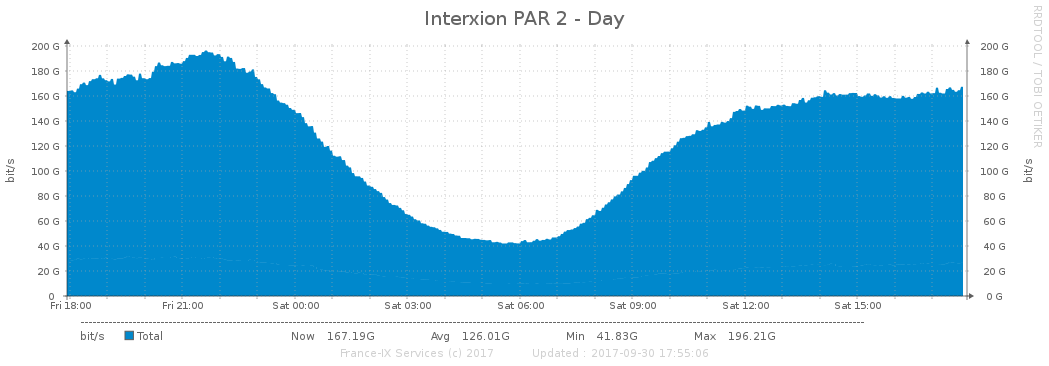 Interxion PAR 2 - Day
RRDTOOL / TOBI OETIKER
200 G 200 G
180 G 180 G
160 G 160 G
140 G 140 G
120 G 120 G
100 G 100 G
80 G 80 G
60 G 60 G
40 G 40 G
20 G 20 G
0 0 G
bit/s bit/s
Fri 18:00 Fri 21:00 Sat 00:00 Sat 03:00 Sat 06:00 Sat 09:00 Sat 12:00 Sat 15:00
bit/s Total Now 167.19G Avg 126.01G Min 41.83G Max 196.21G
France-IX Services (c) 2017 Updated : 2017-09-30 17:55:06